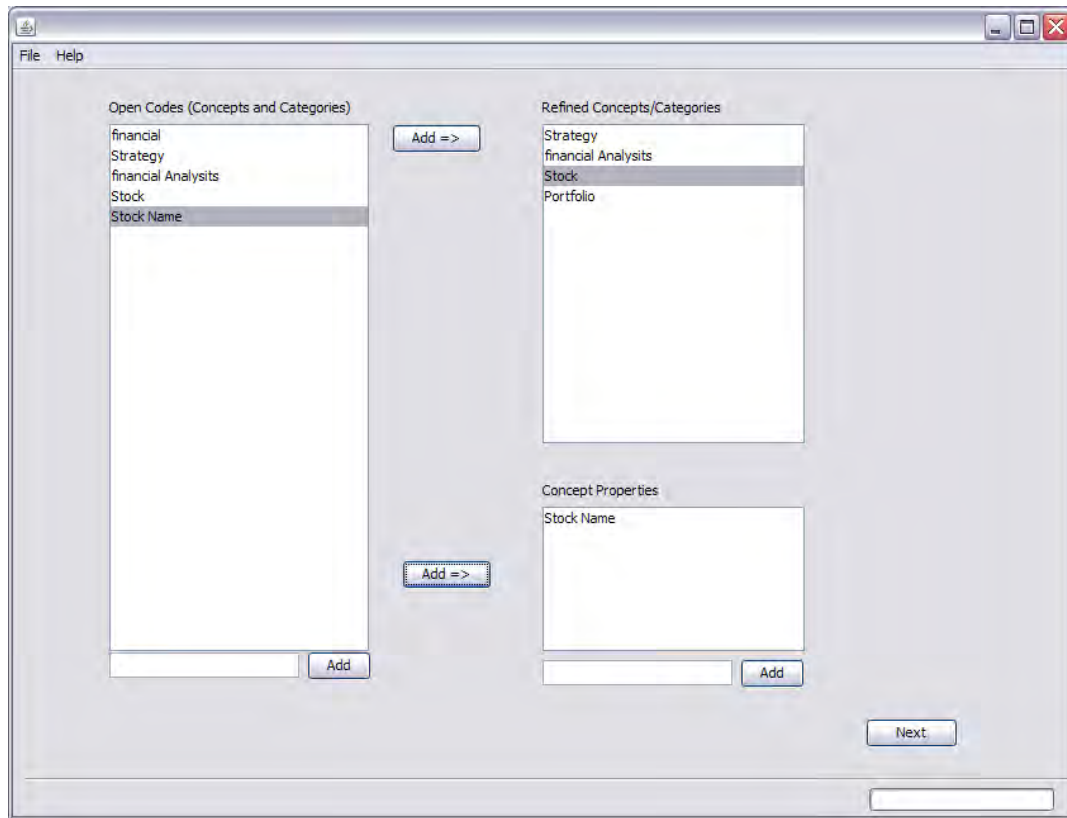 File Help
Open Codes (Concepts and Categories)
financial
Strategy
financial Analysits
Stock
Stock Name
Add
Add =>
Add =>
Refined Concepts/Categories
Strategy
financial Analysits
Stock
Portfolio
Concept Properties
Stock Name
Add
Next